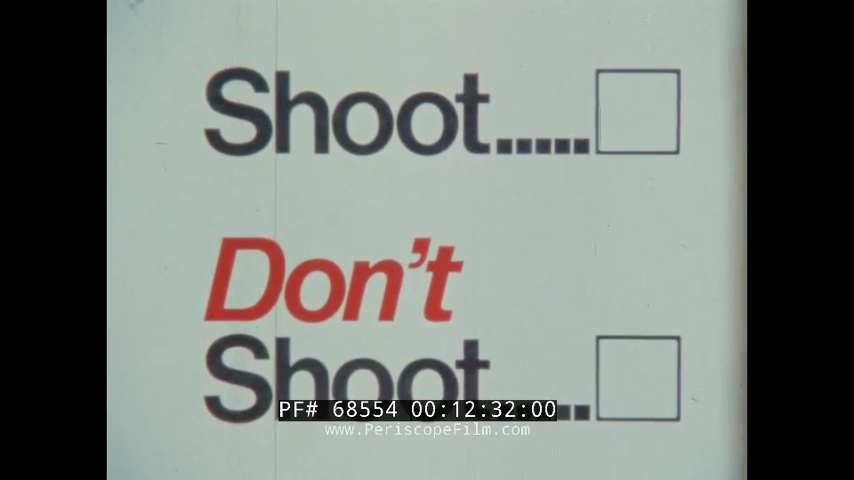 Shoot.....
Don't
Shoot.....
PF# 68554 00:12:32:00
www.PeriscopeFilm.com